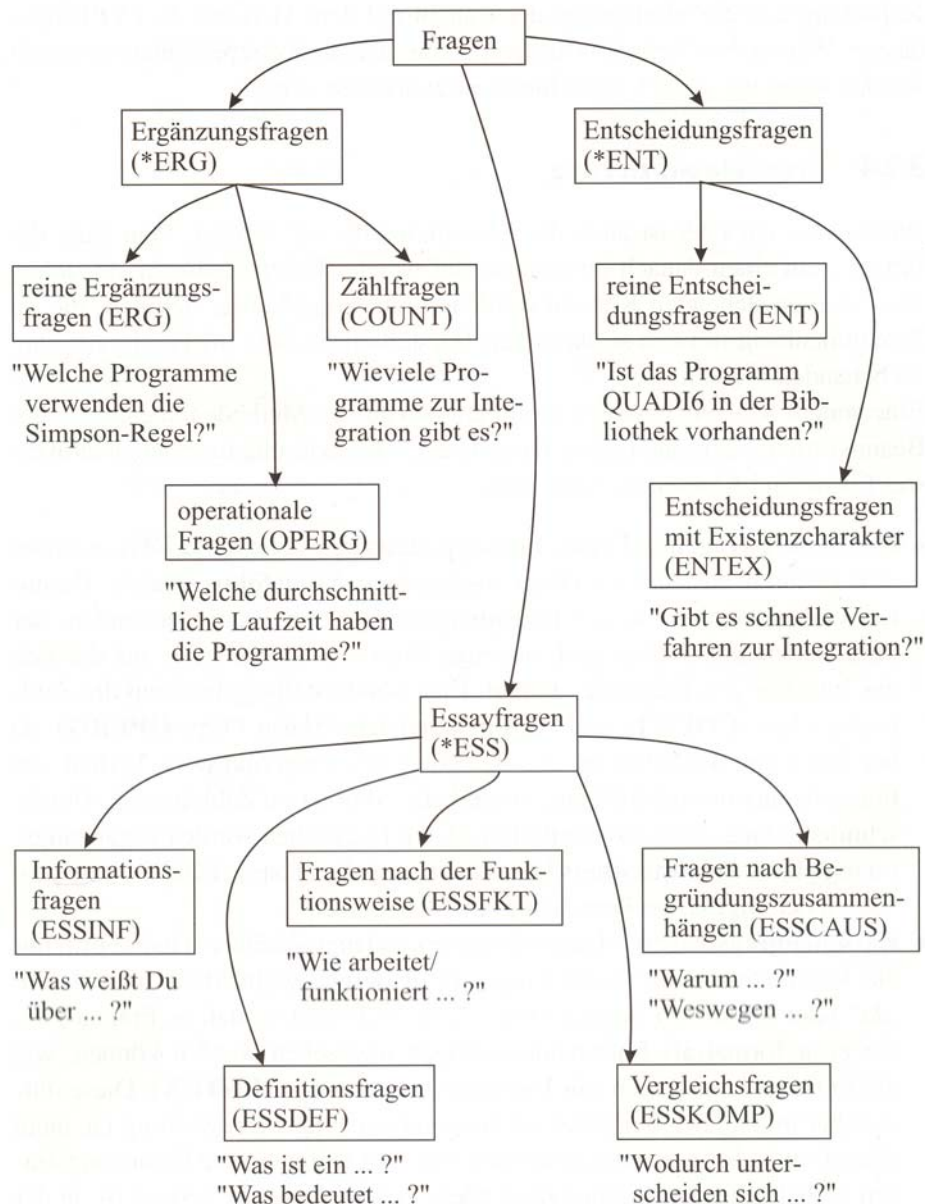 Fragen
Ergänzungsfragen
(*ERG)
Entscheidungsfragen
(*ENT)
reine Ergänzungs-
fragen (ERG)
"Welche Programme
verwenden die
Simpson-Regel?"
Zählfragen
(COUNT)
"Wieviele Pro-
gramme zur Inte-
gration gibt es?"
reine Entschei-
dungsfragen (ENT)
"Ist das Programm
QUADI6 in der Bib-
liothek vorhanden?"
operationale
Fragen (OPERG)
"Welche durchschnitt-
liche Laufzeit haben
die Programme?"
Entscheidungsfragen
mit Existenzcharakter
(ENTEX)
"Gibt es schnelle Ver-
fahren zur Integration?"
Essayfragen
(*ESS)
Informations-
fragen
(ESSINF)
"Was weißt Du
über ... ?"
Fragen nach der Funk-
tionsweise (ESSFKT)
"Wie arbeitet/
funktioniert ... ?"
Fragen nach Be-
gründungszusammen-
hängen (ESSCAUS)
"Warum ... ?"
"Weswegen ... ?"
Definitionsfragen
(ESSDEF)
"Was ist ein ... ?"
"Was bedeutet ... ?"
Vergleichsfragen
(ESSKOMP)
"Wodurch unter-
scheiden sich ... ?"